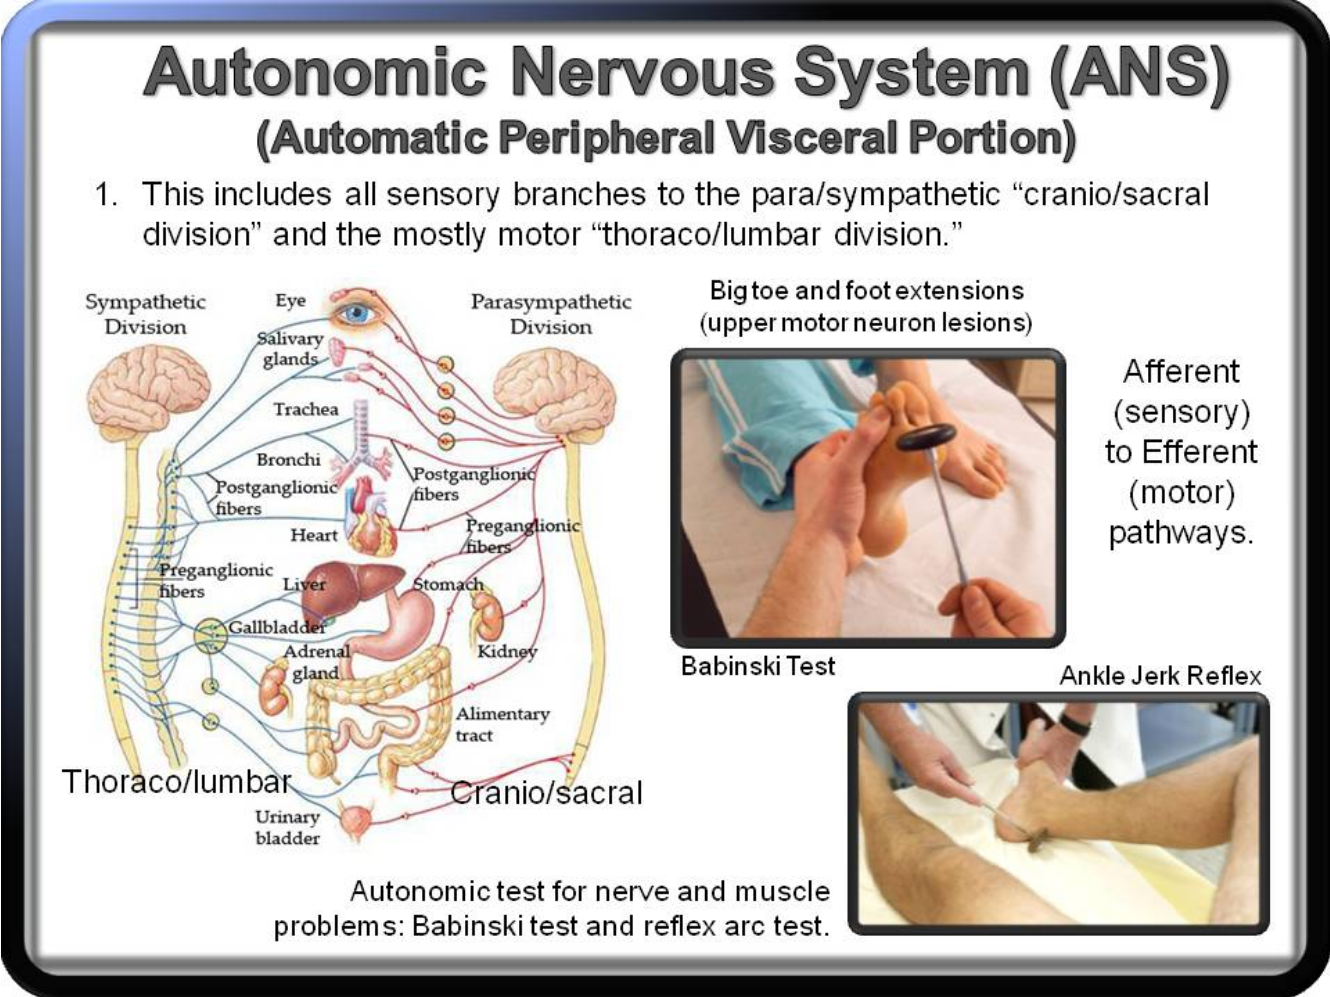 Autonomic Nervous System (ANS)
(Automatic Peripheral Visceral Portion)
1. This includes all sensory branches to the para/sympathetic “cranio/sacral
division” and the mostly motor “thoraco/lumbar division.”
Sympathetic
Division
Eye
Parasympathetic
Division
Salivary
glands
Trachea
Bronchi
Postganglionic
fibers
Postganglionic
fibers
Heart
Preganglionic
fibers
Preganglionic
fibers
Liver
Stomach
Gallbladder
Adrenal
gland
Kidney
Alimentary
tract
Thoraco/lumbar
Cranio/sacral
Urinary
bladder
Big toe and foot extensions
(upper motor neuron lesions)
Afferent
(sensory)
to Efferent
(motor)
pathways.
Babinski Test
Ankle Jerk Reflex
Autonomic test for nerve and muscle
problems: Babinski test and reflex arc test.